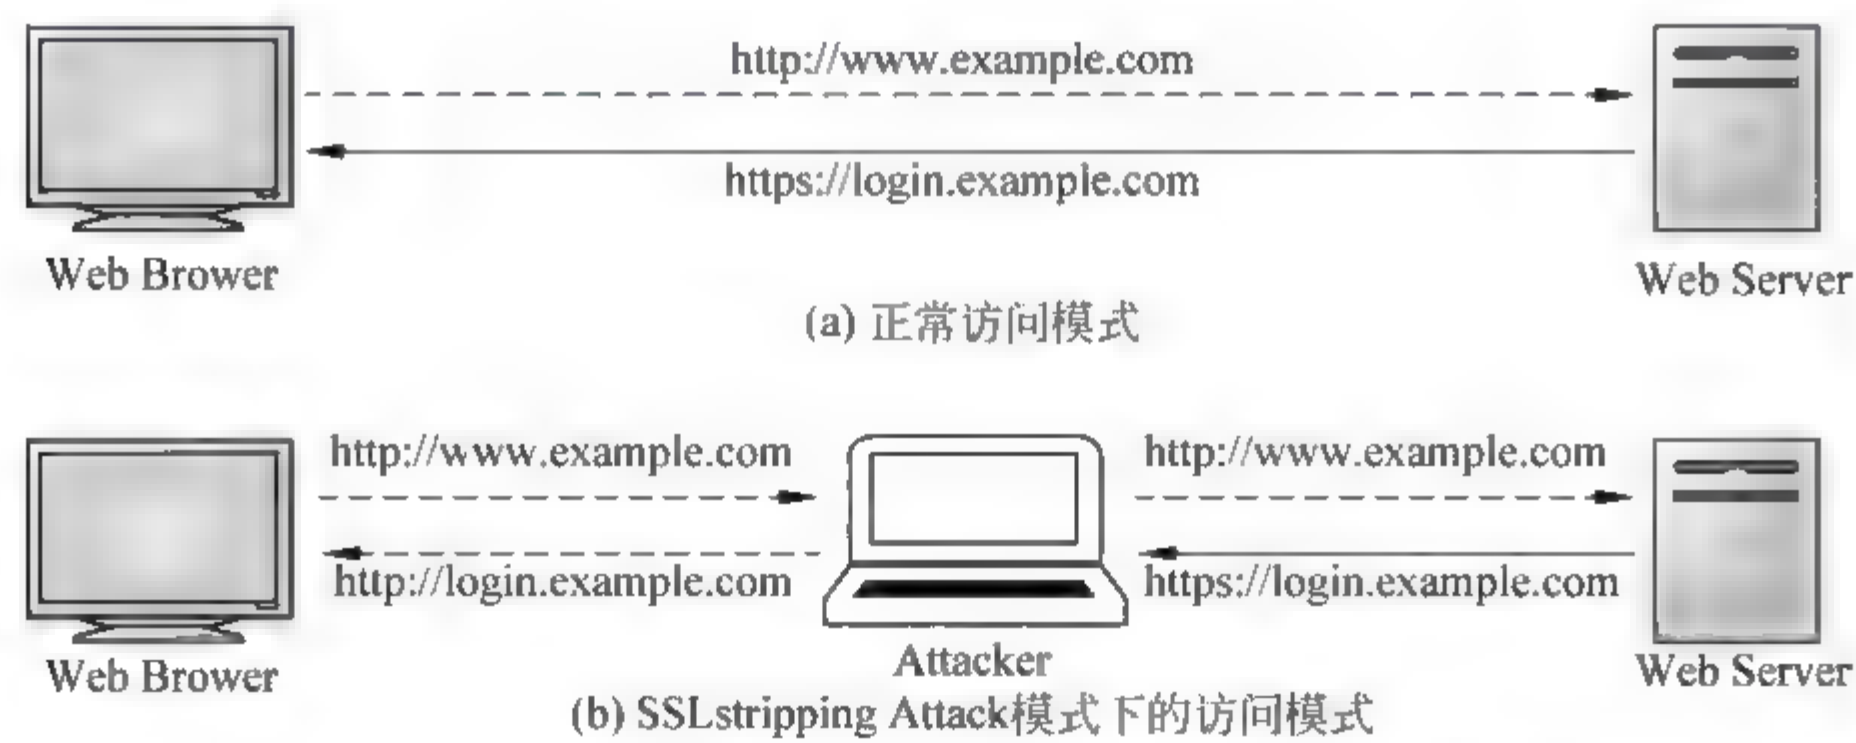 http://www.example.com
https://login.example.com
Web Brower
Web Server
(a) 正常访问模式
http://www.example.com
http://www.example.com
http://login.example.com
https://login.example.com
Attacker
Web Brower
Web Server
(b) SSLstripping Attack模式下的访问模式